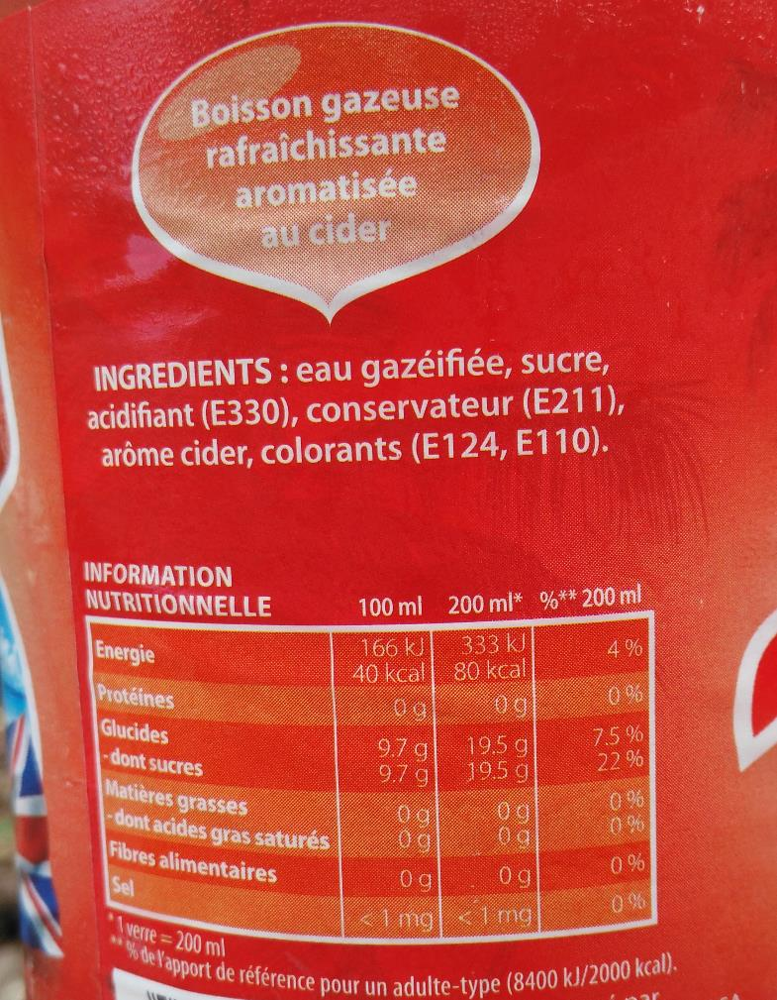 Boisson gazeuse
rafraîchissante
aromatisée
au cider
INGREDIENTS : eau gazéifiée, sucre,
acidifiant (E330), conservateur (E211),
arôme cider, colorants (E124, E110).
INFORMATION
NUTRITIONNELLE 100 ml 200 ml* %** 200 ml
Energie 166 kJ 333 kJ 4 %
40 kcal 80 kcal
Protéines 0 g 0 g 0 %
Glucides 9.7 g 19.5 g 7.5 %
- dont sucres 9.7 g 19.5 g 22 %
Matières grasses 0 g 0 g 0 %
- dont acides gras saturés 0 g 0 g 0 %
Fibres alimentaires 0 g 0 g 0 %
Sel < 1 mg < 1 mg 0 %
* 1 verre = 200 ml
** % de l'apport de référence pour un adulte-type (8400 kJ/2000 kcal).